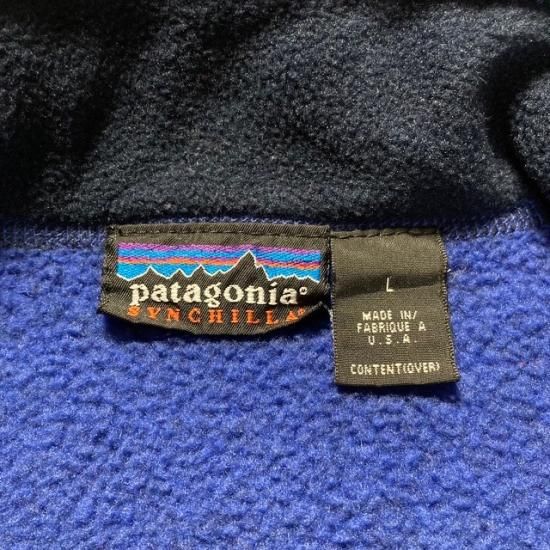 patagonia®
SYNCHILLA®
L
MADE IN/
FABRIQUE A
U.S.A.
CONTENT(OVER)